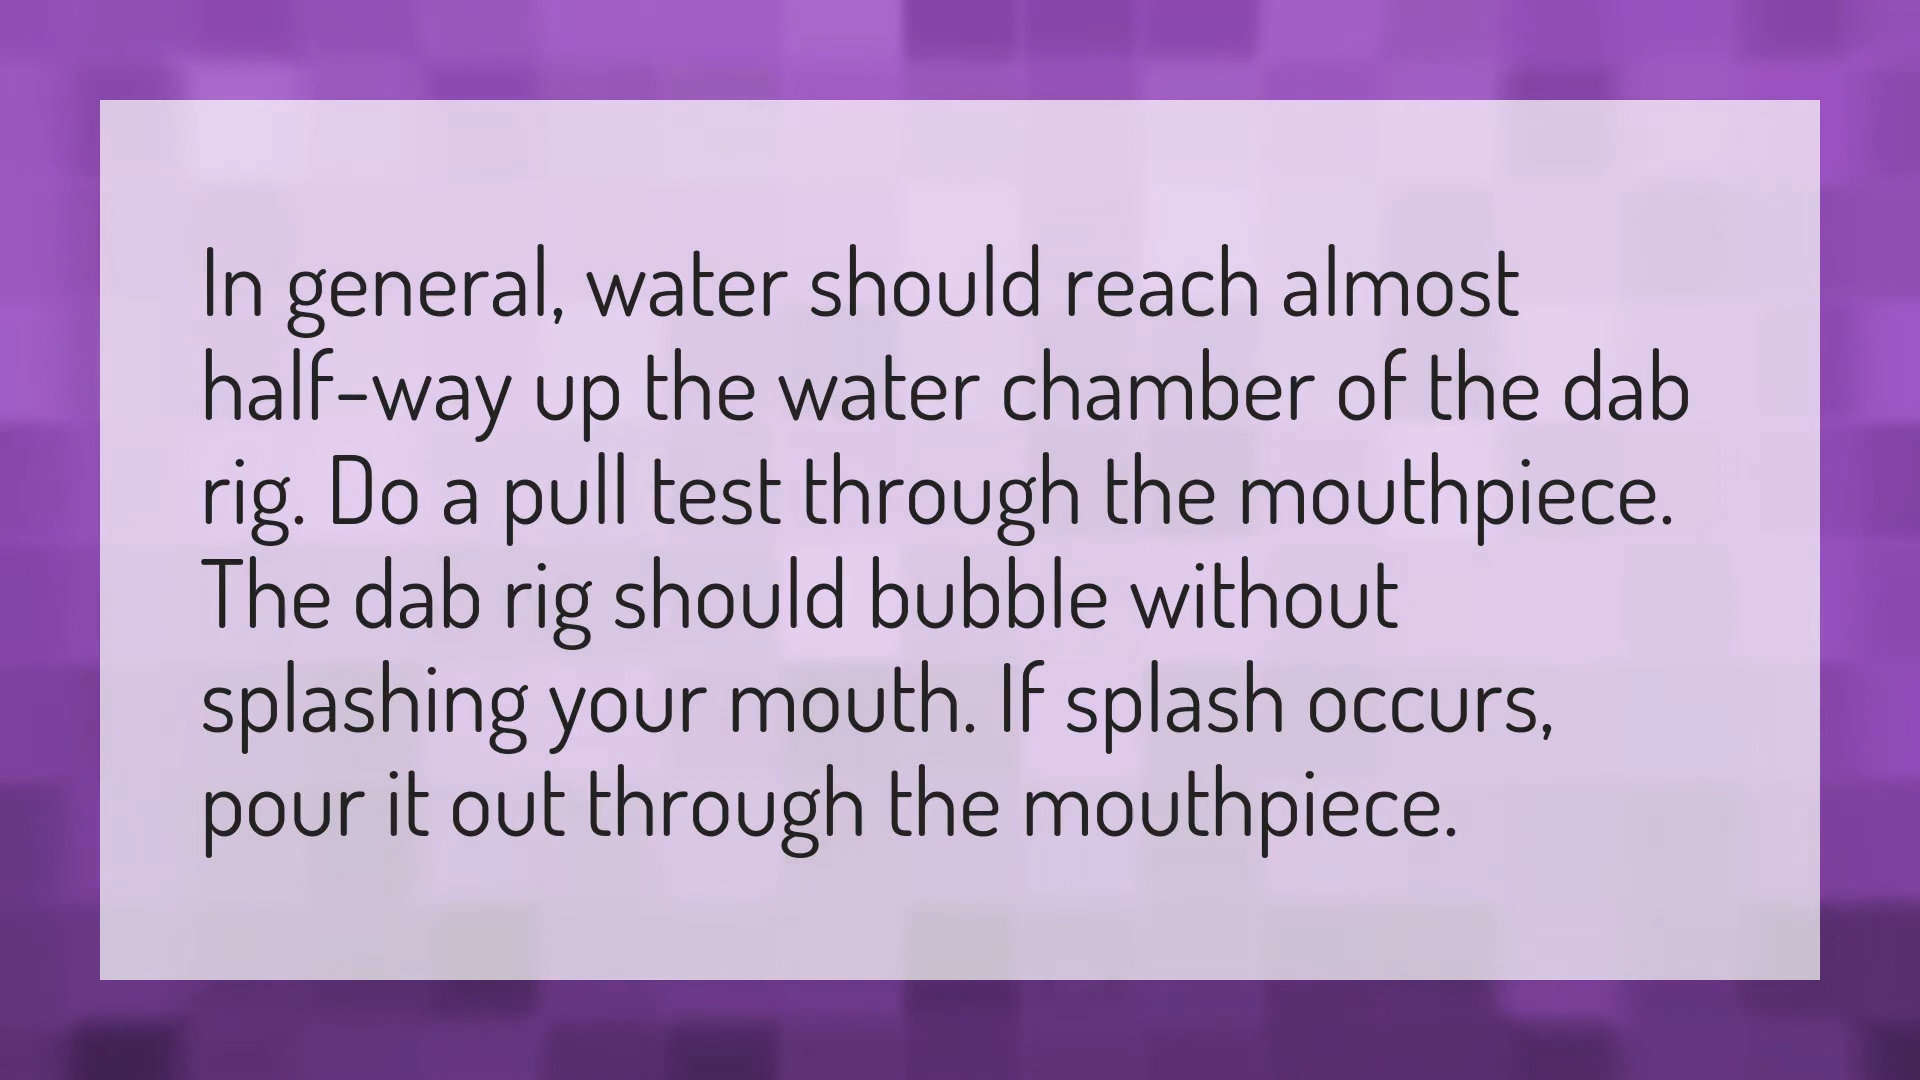 In general, water should reach almost
half-way up the water chamber of the dab
rig. Do a pull test through the mouthpiece.
The dab rig should bubble without
splashing your mouth. If splash occurs,
pour it out through the mouthpiece.